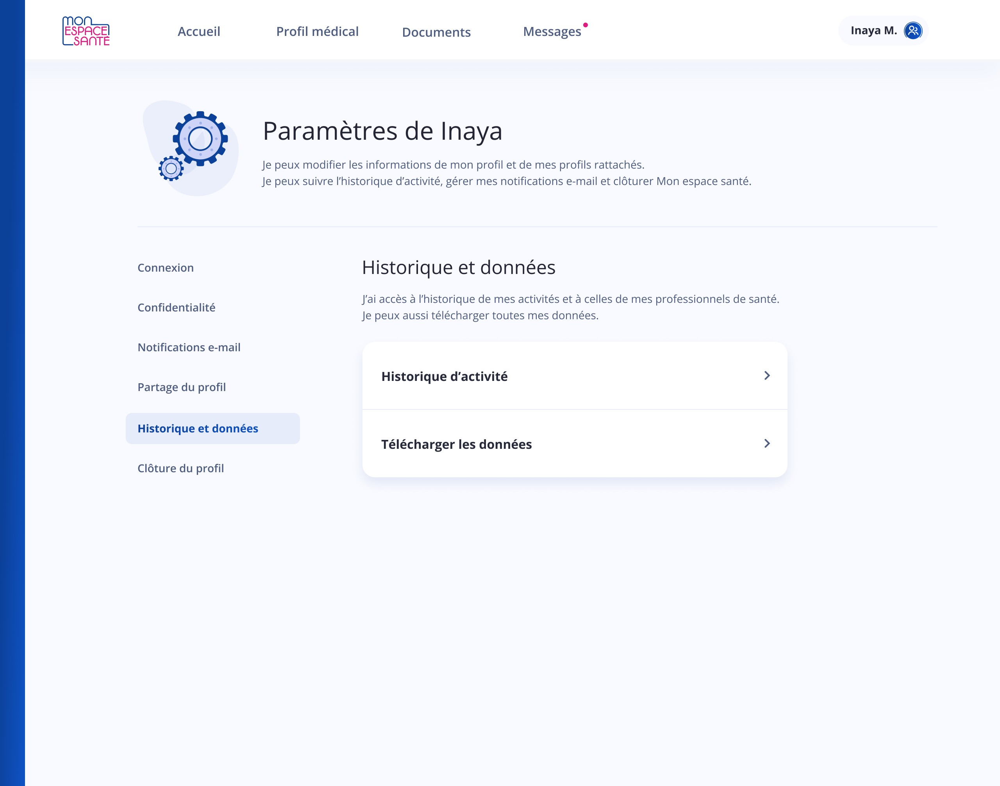 mon
ESPACE
SANTÉ
Accueil
Profil médical
Documents
Messages
Inaya M.
Paramètres de Inaya
Je peux modifier les informations de mon profil et de mes profils rattachés.
Je peux suivre l’historique d’activité, gérer mes notifications e-mail et clôturer Mon espace santé.
Connexion
Confidentialité
Notifications e-mail
Partage du profil
Historique et données
Clôture du profil
Historique et données
J’ai accès à l’historique de mes activités et à celles de mes professionnels de santé.
Je peux aussi télécharger toutes mes données.
Historique d’activité
Télécharger les données